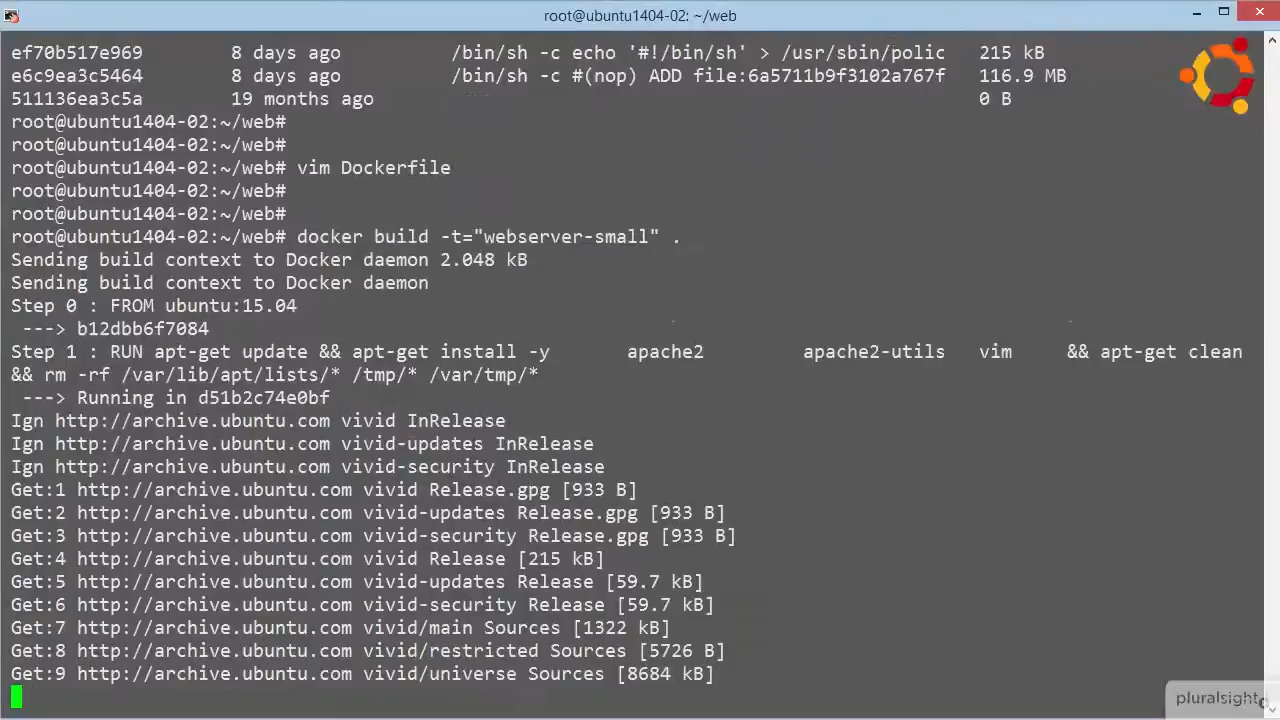 root@ubuntu1404-02: ~/web
ef70b517e969 8 days ago /bin/sh -c echo '#!/bin/sh' > /usr/sbin/polic 215 kB
e6c9ea3c5464 8 days ago /bin/sh -c #(nop) ADD file:6a5711b9f3102a767f 116.9 MB
511136ea3c5a 19 months ago 0 B
root@ubuntu1404-02:~/web#
root@ubuntu1404-02:~/web#
root@ubuntu1404-02:~/web# vim Dockerfile
root@ubuntu1404-02:~/web#
root@ubuntu1404-02:~/web#
root@ubuntu1404-02:~/web# docker build -t="webserver-small" .
Sending build context to Docker daemon 2.048 kB
Sending build context to Docker daemon
Step 0 : FROM ubuntu:15.04
---> b12dbb6f7084
Step 1 : RUN apt-get update && apt-get install -y apache2 apache2-utils vim && apt-get clean
&& rm -rf /var/lib/apt/lists/* /tmp/* /var/tmp/*
---> Running in d51b2c74e0bf
Ign http://archive.ubuntu.com vivid InRelease
Ign http://archive.ubuntu.com vivid-updates InRelease
Ign http://archive.ubuntu.com vivid-security InRelease
Get:1 http://archive.ubuntu.com vivid Release.gpg [933 B]
Get:2 http://archive.ubuntu.com vivid-updates Release.gpg [933 B]
Get:3 http://archive.ubuntu.com vivid-security Release.gpg [933 B]
Get:4 http://archive.ubuntu.com vivid Release [215 kB]
Get:5 http://archive.ubuntu.com vivid-updates Release [59.7 kB]
Get:6 http://archive.ubuntu.com vivid-security Release [59.7 kB]
Get:7 http://archive.ubuntu.com vivid/main Sources [1322 kB]
Get:8 http://archive.ubuntu.com vivid/restricted Sources [5726 B]
Get:9 http://archive.ubuntu.com vivid/universe Sources [8684 kB]
pluralsight